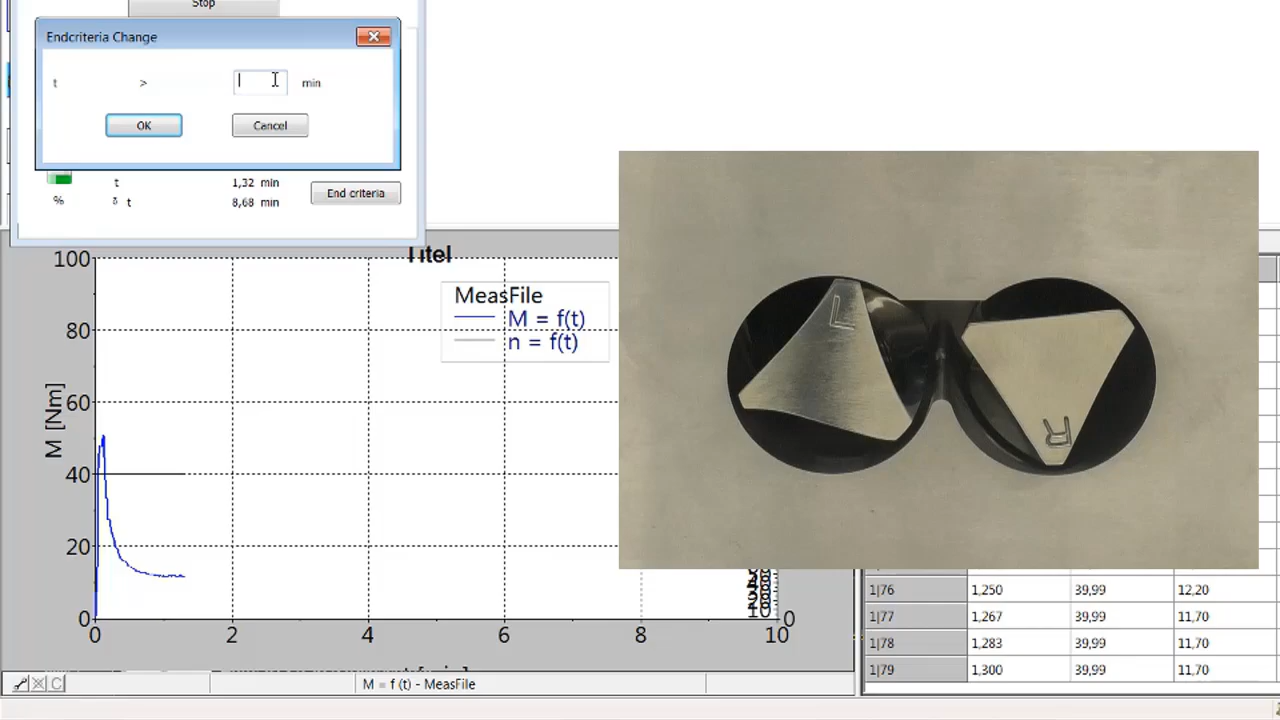 Stop
Endcriteria Change
t > min
OK Cancel
t 1,32 min
% t 8,68 min
End criteria
Titel
MeasFile
M = f(t)
n = f(t)
M [Nm]
100
80
60
40
20
0
0 2 4 6 8 10
0
10
L
R
1|76 1,250 39,99 12,20
1|77 1,267 39,99 11,70
1|78 1,283 39,99 11,70
1|79 1,300 39,99 11,70
C
M = f (t) - MeasFile